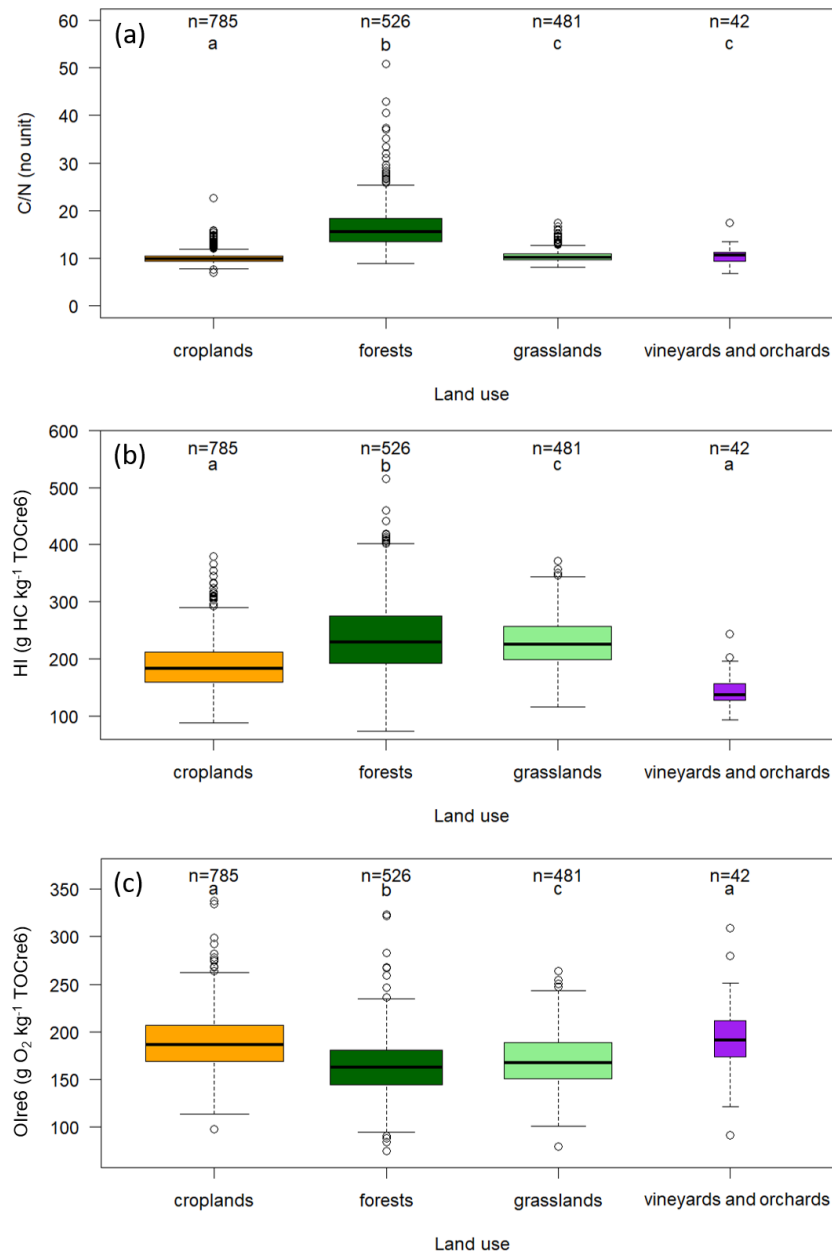 (a)
n=785 n=526 n=481 n=42
a b c c
60
50
40
30
20
10
0
C/N (no unit)
croplands forests grasslands vineyards and orchards
Land use
(b)
n=785 n=526 n=481 n=42
a b c a
600
500
400
300
200
100
HI (g HC kg⁻¹ TOCre6)
croplands forests grasslands vineyards and orchards
Land use
(c)
n=785 n=526 n=481 n=42
a b c a
350
300
250
200
150
100
OIre6 (g O₂ kg⁻¹ TOCre6)
croplands forests grasslands vineyards and orchards
Land use